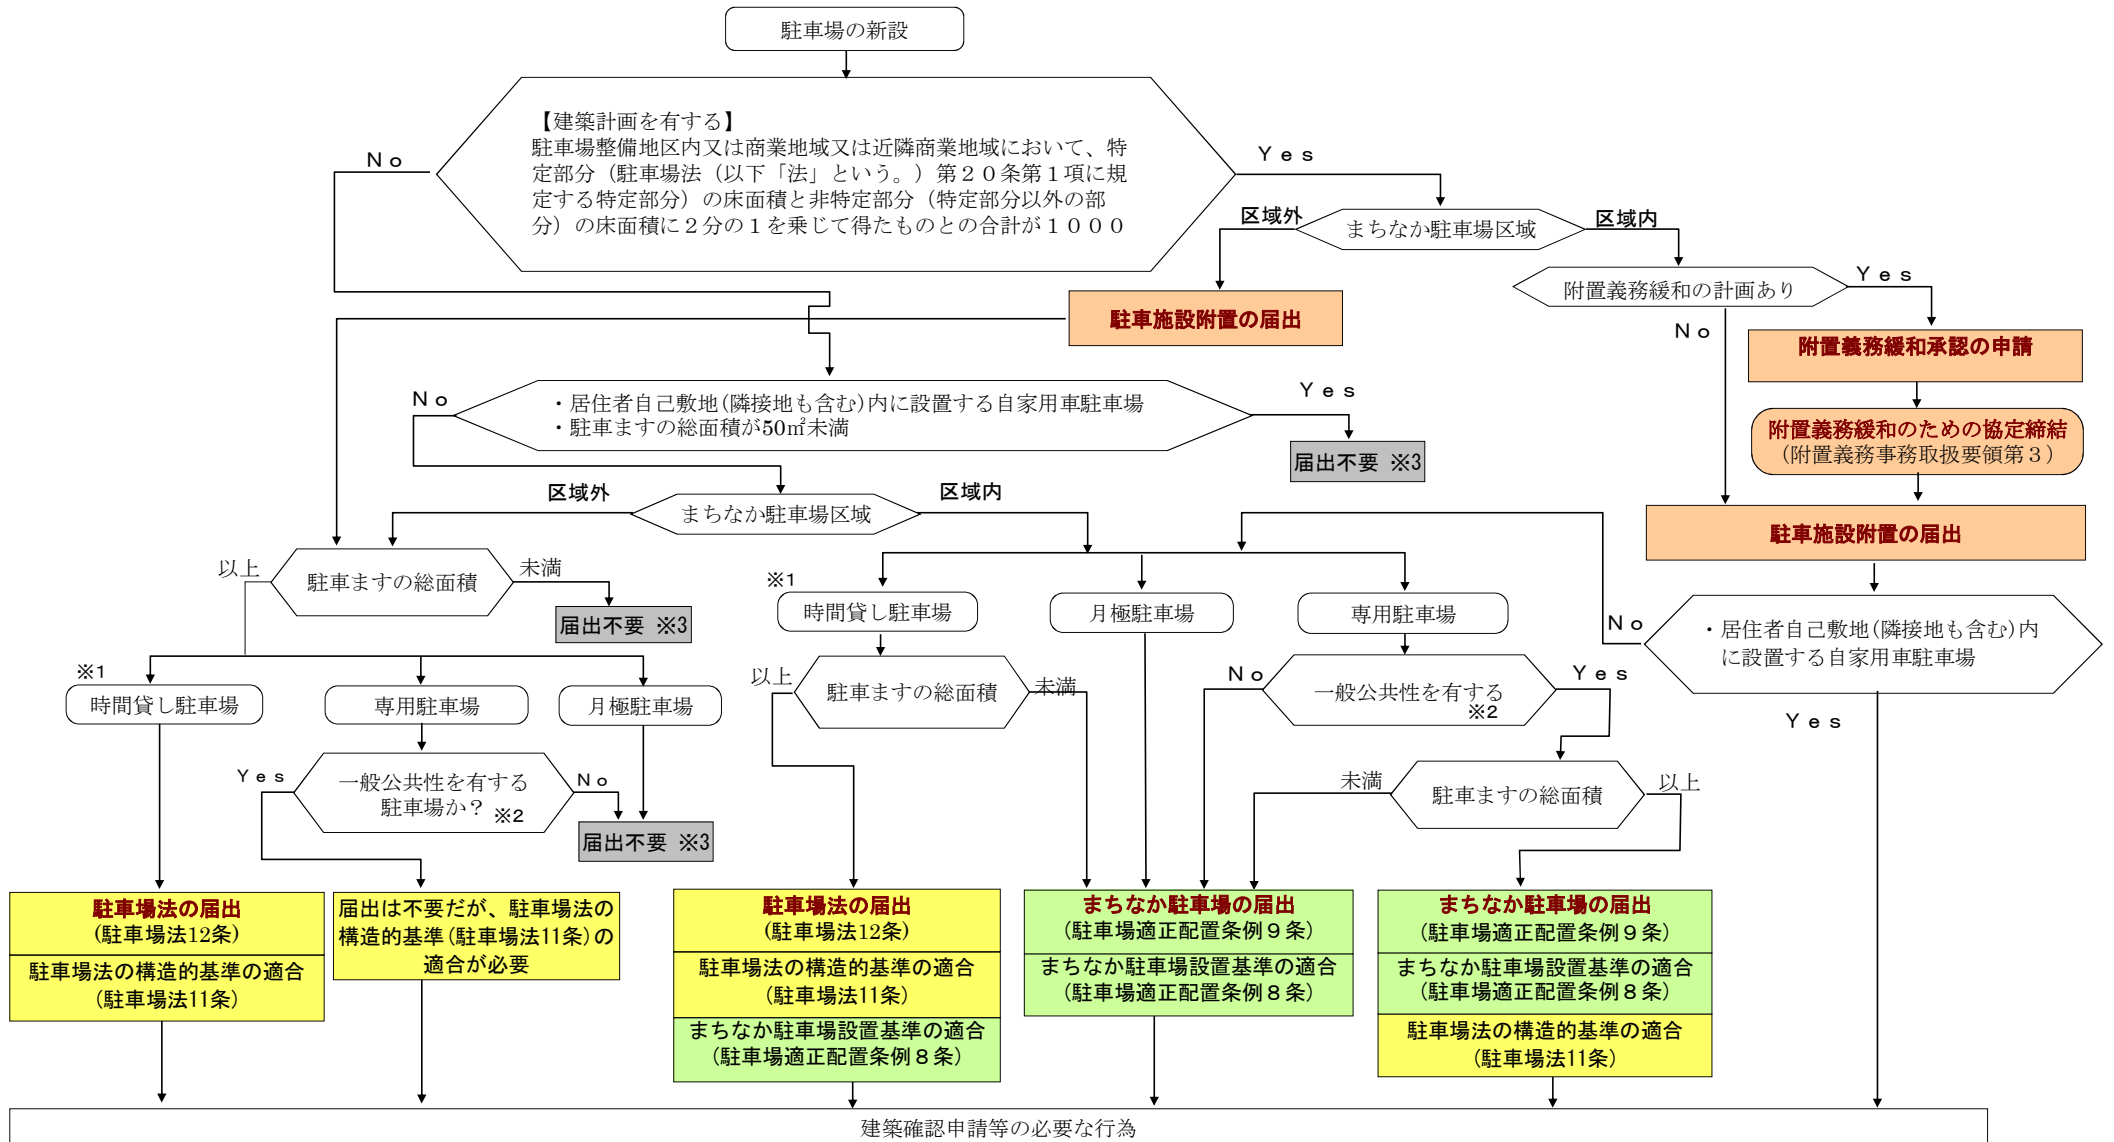 駐車場の新設
【建築計画を有する】
駐車場整備地区内又は商業地域又は近隣商業地域において、特
定部分（駐車場法（以下「法」という。）第２０条第１項に規
定する特定部分）の床面積と非特定部分（特定部分以外の部
分）の床面積に２分の１を乗じて得たものとの合計が１０００
Ｎｏ
Ｙｅｓ
区域外
まちなか駐車場区域
区域内
附置義務緩和の計画あり
Ｙｅｓ
Ｎｏ
駐車施設附置の届出
附置義務緩和承認の申請
附置義務緩和のための協定締結
（附置義務事務取扱要領第３）
駐車施設附置の届出
Ｎｏ
・居住者自己敷地(隣接地も含む)内に設置する自家用車駐車場
・駐車ますの総面積が50㎡未満
Ｙｅｓ
届出不要 ※3
区域外
まちなか駐車場区域
区域内
以上
駐車ますの総面積
未満
届出不要 ※3
※1
時間貸し駐車場
月極駐車場
専用駐車場
Ｎｏ
・居住者自己敷地(隣接地も含む)内
に設置する自家用車駐車場
Ｙｅｓ
※1
時間貸し駐車場
専用駐車場
月極駐車場
以上
駐車ますの総面積
未満
Ｎｏ
一般公共性を有する
※2
Ｙｅｓ
Ｙｅｓ
一般公共性を有する
駐車場か？
※2
Ｎｏ
届出不要 ※3
未満
駐車ますの総面積
以上
駐車場法の届出
(駐車場法12条)
駐車場法の構造的基準の適合
(駐車場法11条)
届出は不要だが、駐車場法の
構造的基準(駐車場法11条)の
適合が必要
駐車場法の届出
(駐車場法12条)
駐車場法の構造的基準の適合
(駐車場法11条)
まちなか駐車場設置基準の適合
(駐車場適正配置条例８条)
まちなか駐車場の届出
(駐車場適正配置条例９条)
まちなか駐車場設置基準の適合
(駐車場適正配置条例８条)
まちなか駐車場の届出
(駐車場適正配置条例９条)
まちなか駐車場設置基準の適合
(駐車場適正配置条例８条)
駐車場法の構造的基準の適合
(駐車場法11条)
建築確認申請等の必要な行為